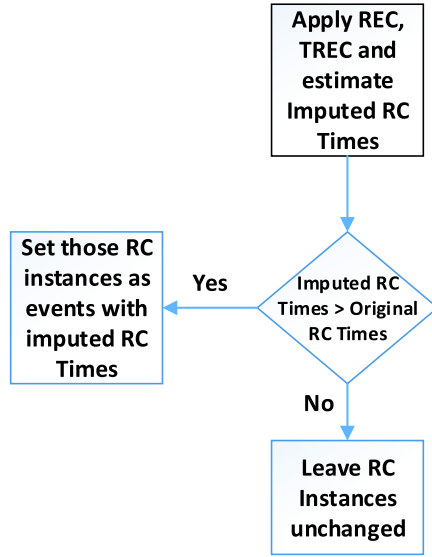 Apply REC,
TREC and
estimate
Imputed RC
Times
Set those RC
instances as
events with
imputed RC
Times
Yes
Imputed RC
Times > Original
RC Times
No
Leave RC
Instances
unchanged